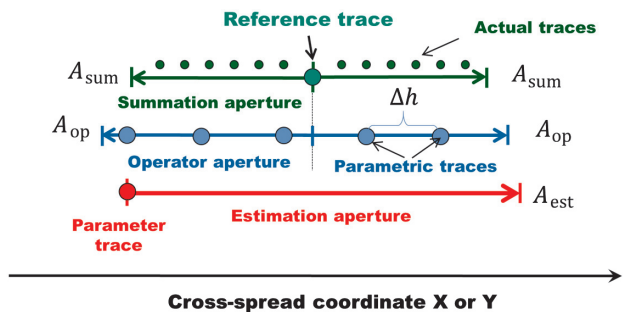 Reference trace
Actual traces
A_sum
A_sum
Summation aperture
Δh
A_op
A_op
Operator aperture
Parametric traces
A_est
Parameter
trace
Estimation aperture
Cross-spread coordinate X or Y